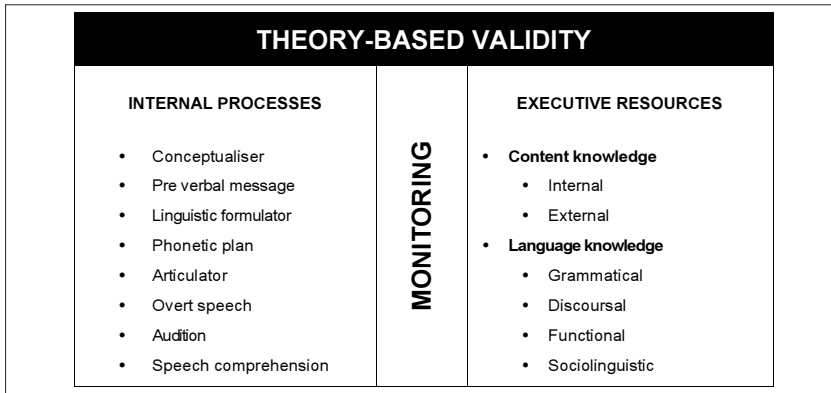 THEORY-BASED VALIDITY
INTERNAL PROCESSES
• Conceptualiser
• Pre verbal message
• Linguistic formulator
• Phonetic plan
• Articulator
• Overt speech
• Audition
• Speech comprehension
MONITORING
EXECUTIVE RESOURCES
• Content knowledge
• Internal
• External
• Language knowledge
• Grammatical
• Discoursal
• Functional
• Sociolinguistic